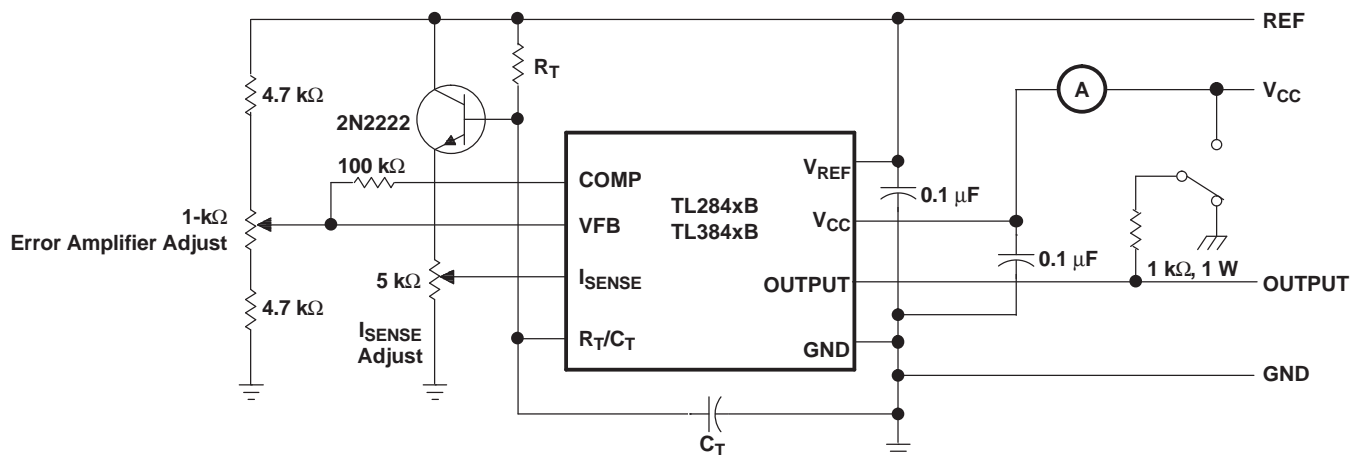 REF
R_T
4.7 kΩ
A
V_CC
2N2222
100 kΩ
COMP
V_REF
0.1 μF
1-kΩ
Error Amplifier Adjust
VFB
TL284xB
TL384xB
V_CC
5 kΩ
I_SENSE
0.1 μF
1 kΩ, 1 W
OUTPUT
OUTPUT
4.7 kΩ
I_SENSE
Adjust
R_T/C_T
GND
GND
C_T